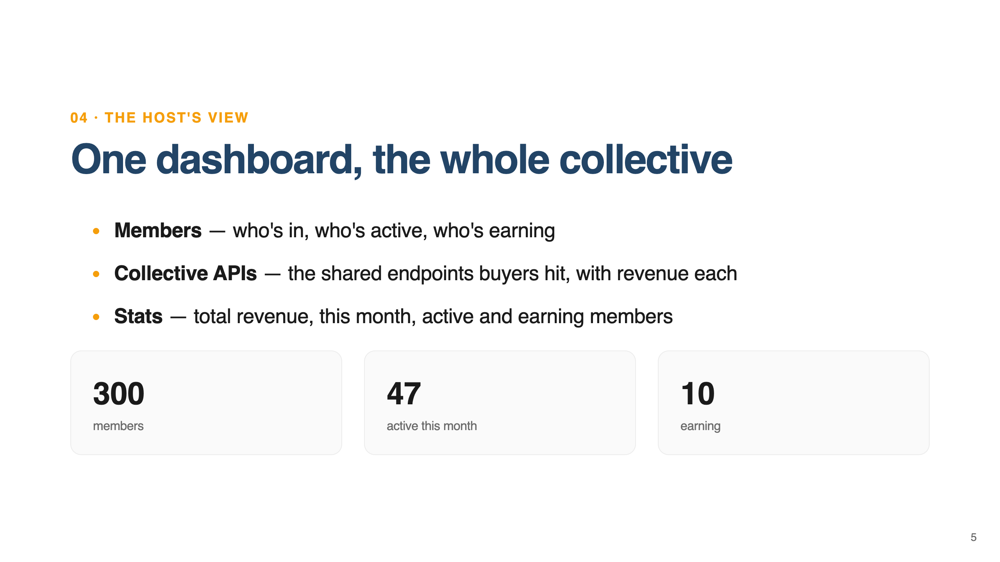 04 · THE HOST'S VIEW
One dashboard, the whole collective
• Members — who's in, who's active, who's earning
• Collective APIs — the shared endpoints buyers hit, with revenue each
• Stats — total revenue, this month, active and earning members
300
members
47
active this month
10
earning
5